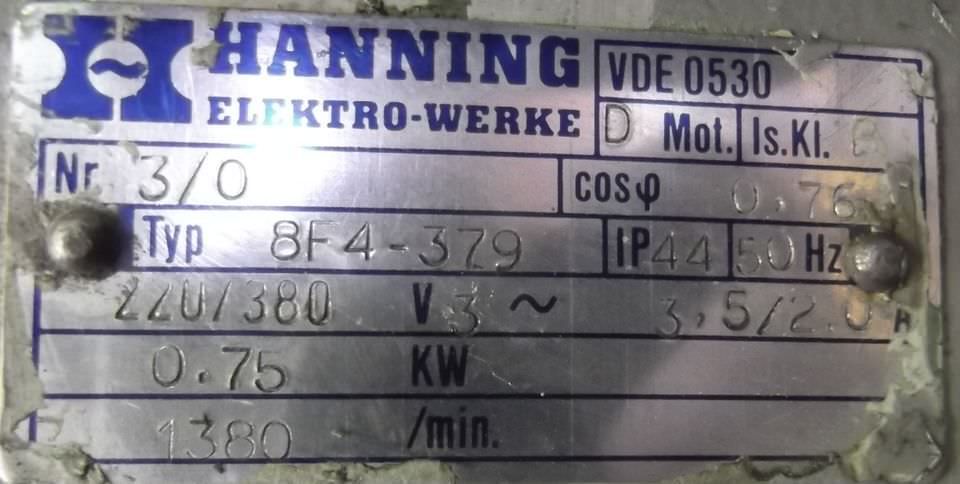 HANNING
ELEKTRO-WERKE
VDE 0530
D Mot. Is.Kl. B
Nr. 3/0 cosφ 0,76
Typ 8F4-379 IP44 50 Hz
220/380 V 3 ~ 3,5/2.0 A
0.75 KW
1380 /min.